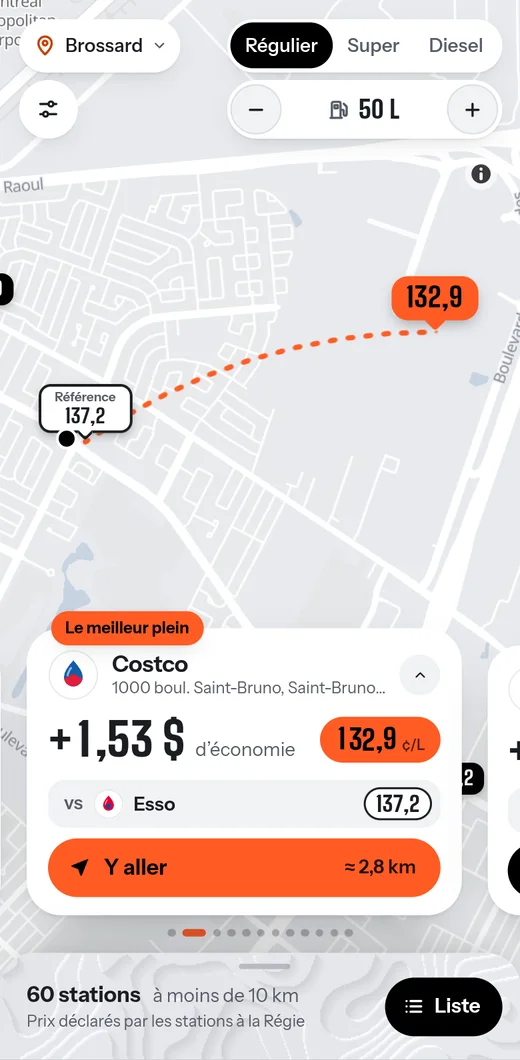 Brossard
Régulier
Super
Diesel
50 L
Raoul
132,9
Référence
137,2
Boulevard
Le meilleur plein
Costco
1000 boul. Saint-Bruno, Saint-Bruno...
+1,53 $ d'économie
132,9 ¢/L
vs Esso
137,2
Y aller
≈ 2,8 km
60 stations à moins de 10 km
Prix déclarés par les stations à la Régie
Liste